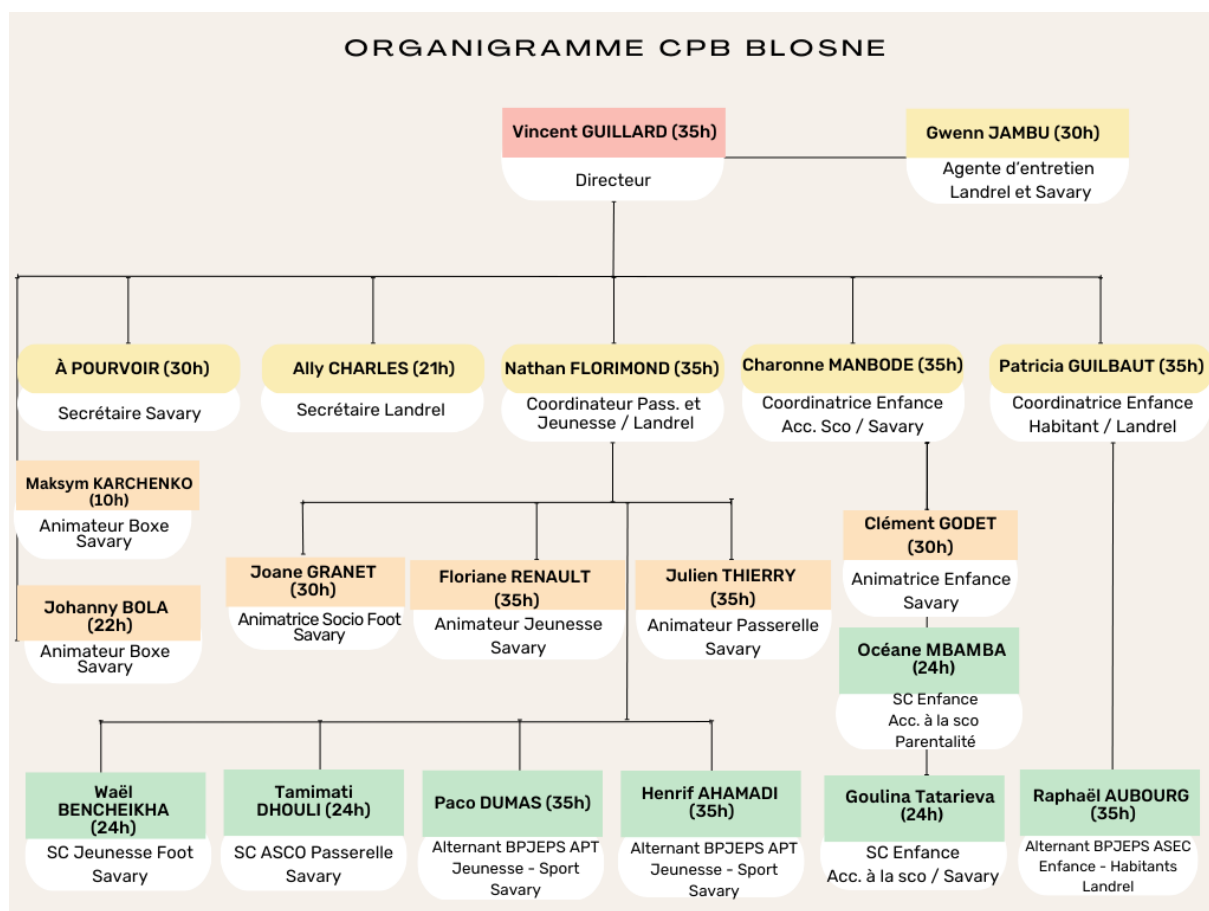 ORGANIGRAMME CPB BLOSNE
Vincent GUILLARD (35h)
Directeur
Gwenn JAMBU (30h)
Agente d'entretien
Landrel et Savary
À POURVOIR (30h)
Secrétaire Savary
Ally CHARLES (21h)
Secrétaire Landrel
Nathan FLORIMOND (35h)
Coordinateur Pass. et
Jeunesse / Landrel
Charonne MANBODE (35h)
Coordinatrice Enfance
Acc. Sco / Savary
Patricia GUILBAUT (35h)
Coordinatrice Enfance
Habitant / Landrel
Maksym KARCHENKO
(10h)
Animateur Boxe
Savary
Johanny BOLA
(22h)
Animateur Boxe
Savary
Joane GRANET
(30h)
Animatrice Socio Foot
Savary
Floriane RENAULT
(35h)
Animateur Jeunesse
Savary
Julien THIERRY
(35h)
Animateur Passerelle
Savary
Clément GODET
(30h)
Animatrice Enfance
Savary
Océane MBAMBA
(24h)
SC Enfance
Acc. à la sco
Parentalité
Waël
BENCHEIKHA
(24h)
SC Jeunesse Foot
Savary
Tamimati
DHOULI (24h)
SC ASCO Passerelle
Savary
Paco DUMAS (35h)
Alternant BPJEPS APT
Jeunesse - Sport
Savary
Henrif AHAMADI
(35h)
Alternant BPJEPS APT
Jeunesse - Sport
Savary
Goulina Tatarieva
(24h)
SC Enfance
Acc. à la sco / Savary
Raphaël AUBOURG
(35h)
Alternant BPJEPS ASEC
Enfance - Habitants
Landrel